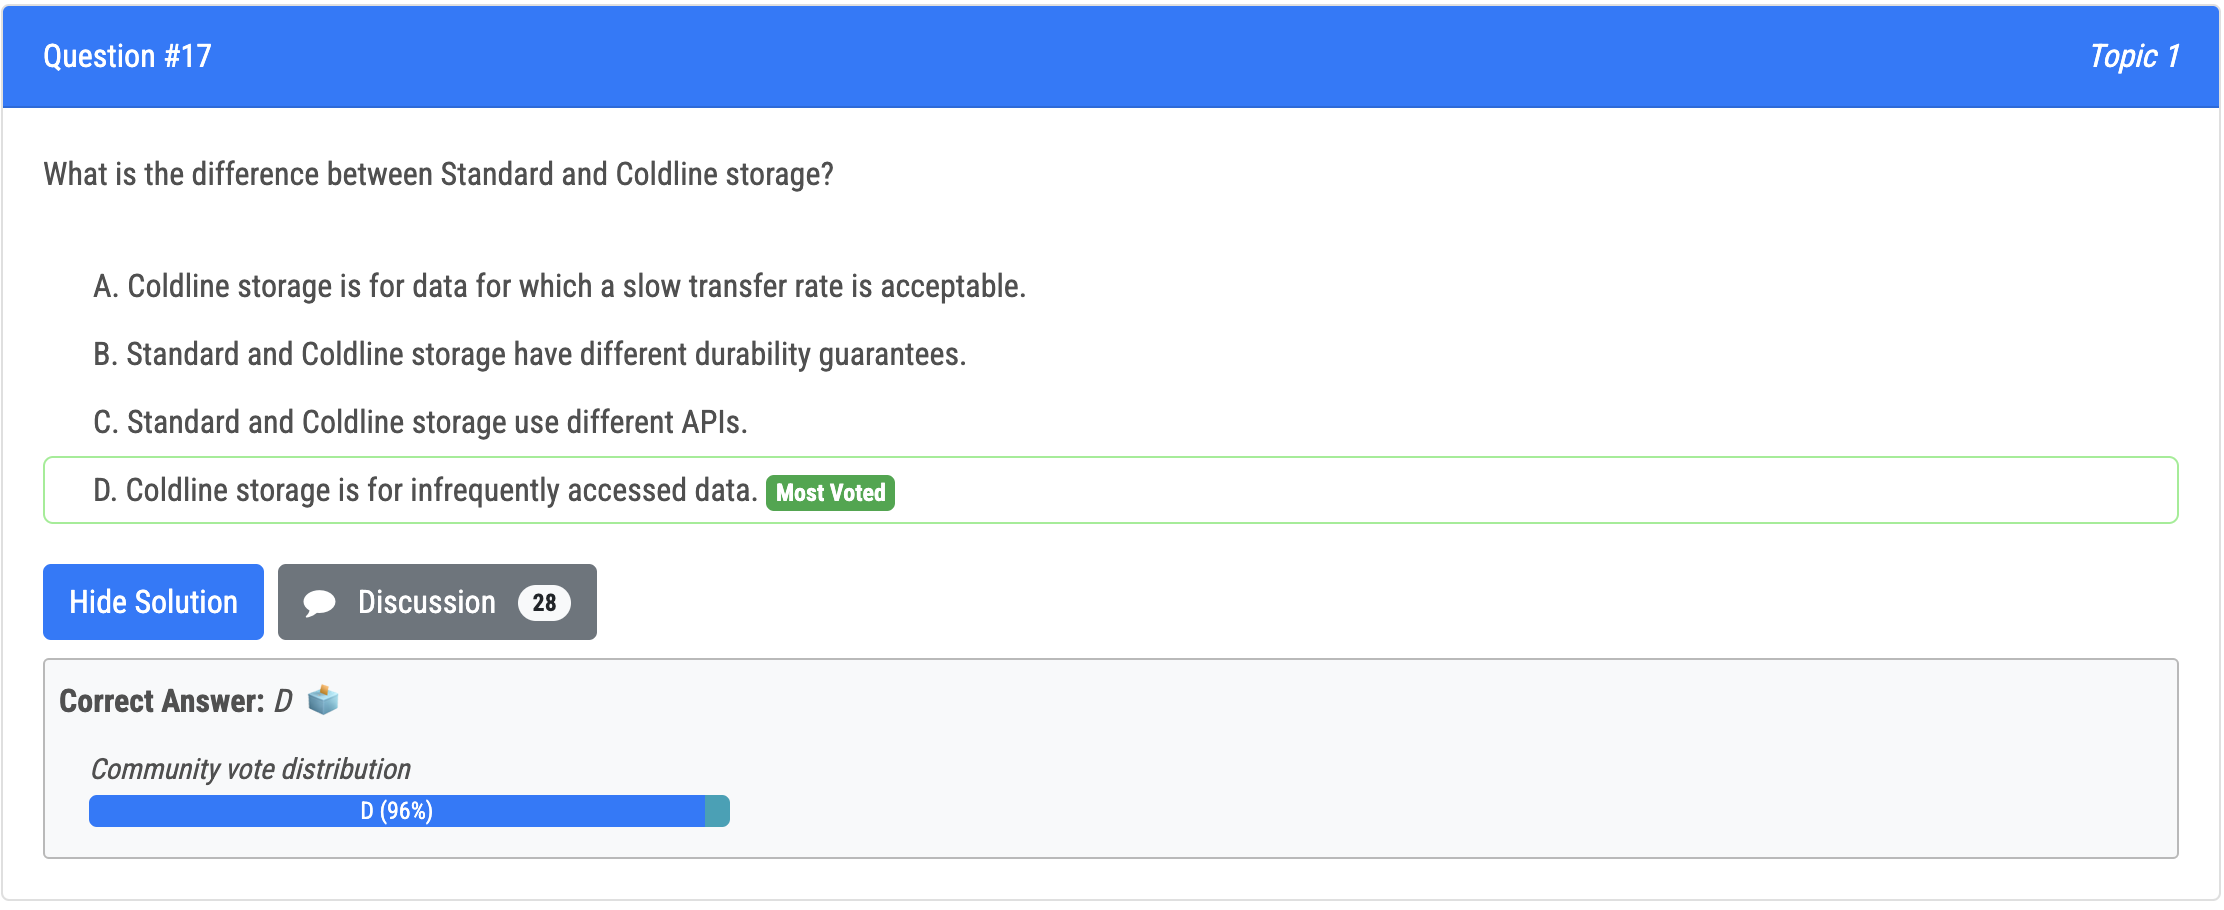 Question #17
Topic 1
What is the difference between Standard and Coldline storage?
A. Coldline storage is for data for which a slow transfer rate is acceptable.
B. Standard and Coldline storage have different durability guarantees.
C. Standard and Coldline storage use different APIs.
D. Coldline storage is for infrequently accessed data. Most Voted
Hide Solution
Discussion 28
Correct Answer: D
Community vote distribution
D (96%)